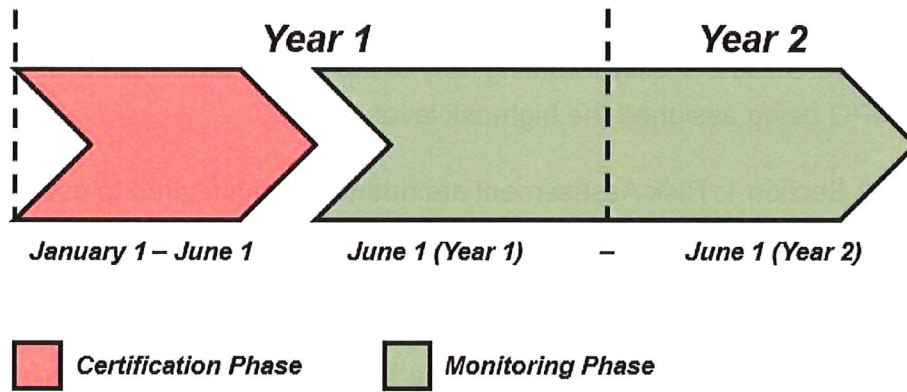 Year 1 Year 2
January 1 – June 1 June 1 (Year 1) – June 1 (Year 2)
Certification Phase Monitoring Phase